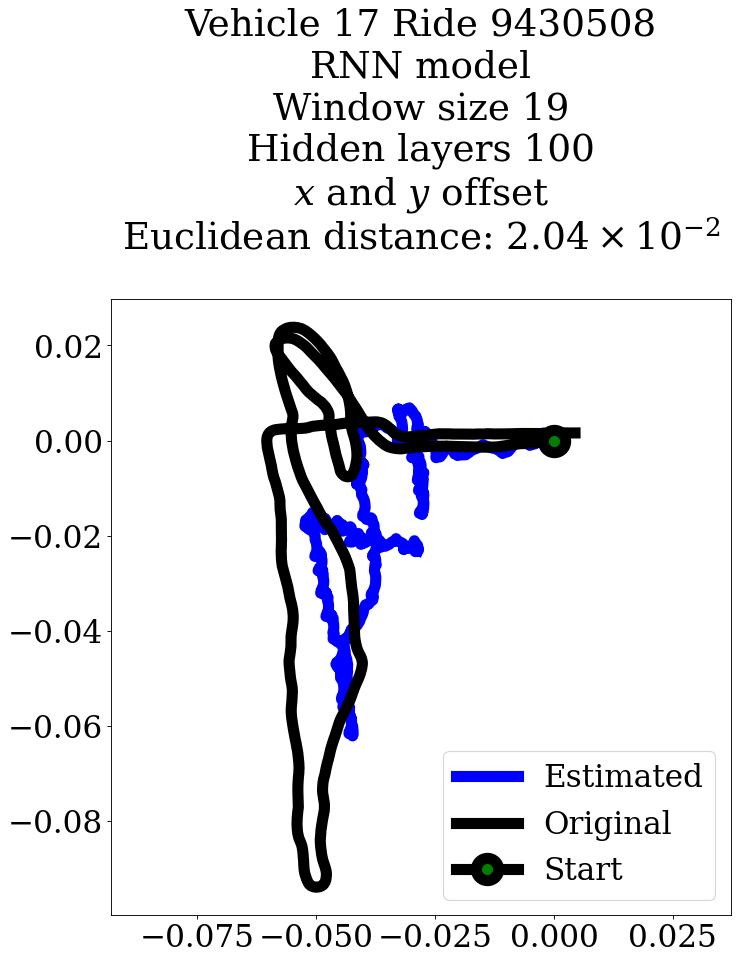 Vehicle 17 Ride 9430508
RNN model
Window size 19
Hidden layers 100
x and y offset
Euclidean distance: 2.04 × 10⁻²
0.02
0.00
−0.02
−0.04
−0.06
−0.08
Estimated
Original
Start
−0.075 −0.050 −0.025 0.000 0.025